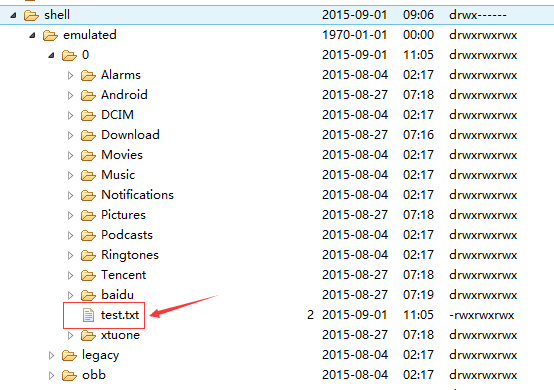 shell 2015-09-01 09:06 drwx------
emulated 1970-01-01 00:00 drwxrwxrwx
0 2015-09-01 11:05 drwxrwxrwx
Alarms 2015-08-04 02:17 drwxrwxrwx
Android 2015-08-27 07:18 drwxrwxrwx
DCIM 2015-08-04 02:17 drwxrwxrwx
Download 2015-08-27 07:16 drwxrwxrwx
Movies 2015-08-04 02:17 drwxrwxrwx
Music 2015-08-04 02:17 drwxrwxrwx
Notifications 2015-08-04 02:17 drwxrwxrwx
Pictures 2015-08-27 07:18 drwxrwxrwx
Podcasts 2015-08-04 02:17 drwxrwxrwx
Ringtones 2015-08-04 02:17 drwxrwxrwx
Tencent 2015-08-27 07:18 drwxrwxrwx
baidu 2015-08-27 07:19 drwxrwxrwx
test.txt 2 2015-09-01 11:05 -rwxrwxrwx
xtuone 2015-08-27 07:18 drwxrwxrwx
legacy 2015-08-04 02:17 drwxrwxrwx
obb 2015-08-04 02:17 drwxrwxrwx